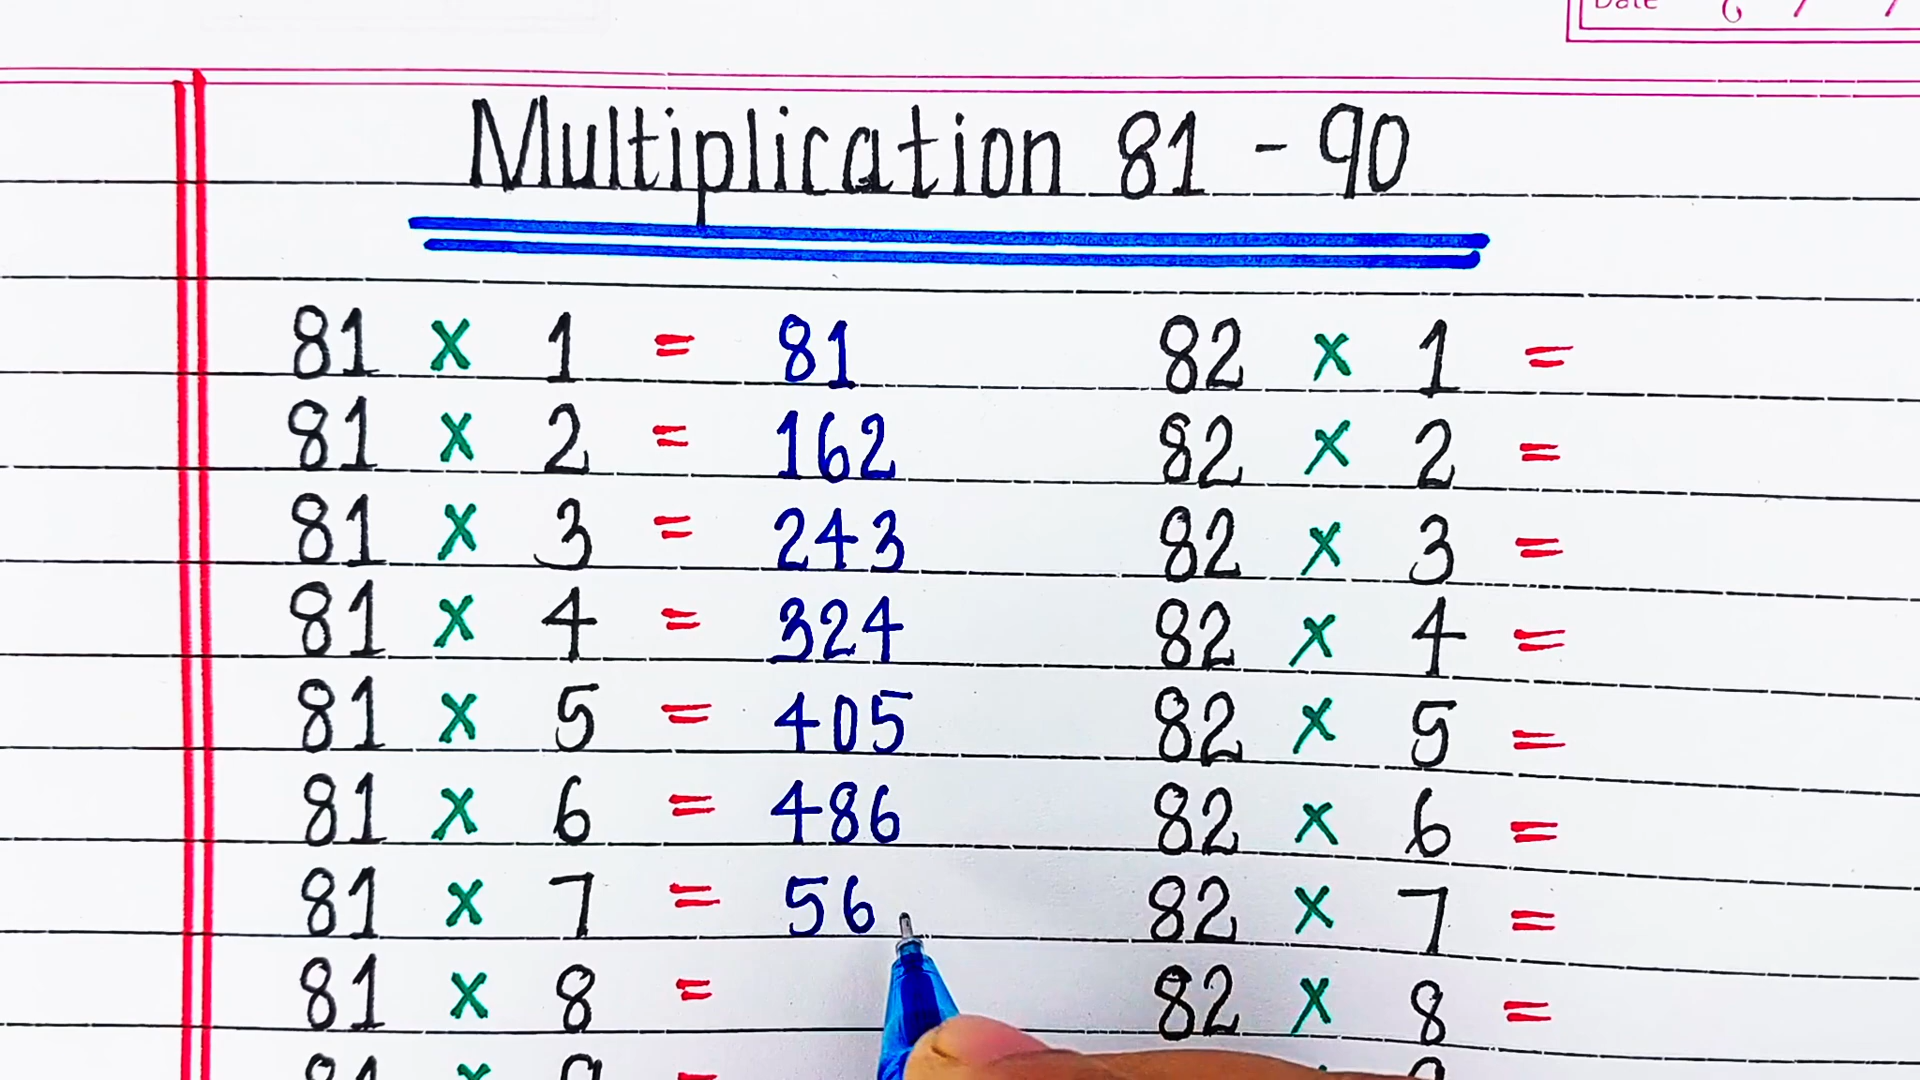 Date
Multiplication 81 - 90
81 × 1 = 81 82 × 1 =
81 × 2 = 162 82 × 2 =
81 × 3 = 243 82 × 3 =
81 × 4 = 324 82 × 4 =
81 × 5 = 405 82 × 5 =
81 × 6 = 486 82 × 6 =
81 × 7 = 56 82 × 7 =
81 × 8 = 82 × 8 =